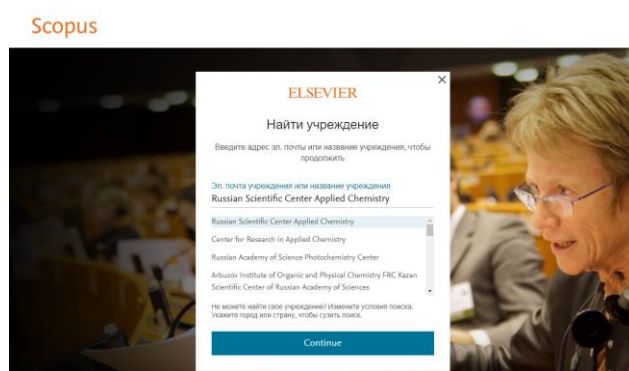 Scopus
ELSEVIER
Найти учреждение
Введите адрес эл. почты или название учреждения, чтобы
продолжить
Эл. почта учреждения или название учреждения
Russian Scientific Center Applied Chemistry
Russian Scientific Center Applied Chemistry
Center for Research in Applied Chemistry
Russian Academy of Science Photochemistry Center
Arbuzov Institute of Organic and Physical Chemistry FRC Kazan
Scientific Center of Russian Academy of Sciences
Не можете найти свое учреждение? Измените условия поиска.
Укажите город или страну, чтобы сузить поиск.
Continue